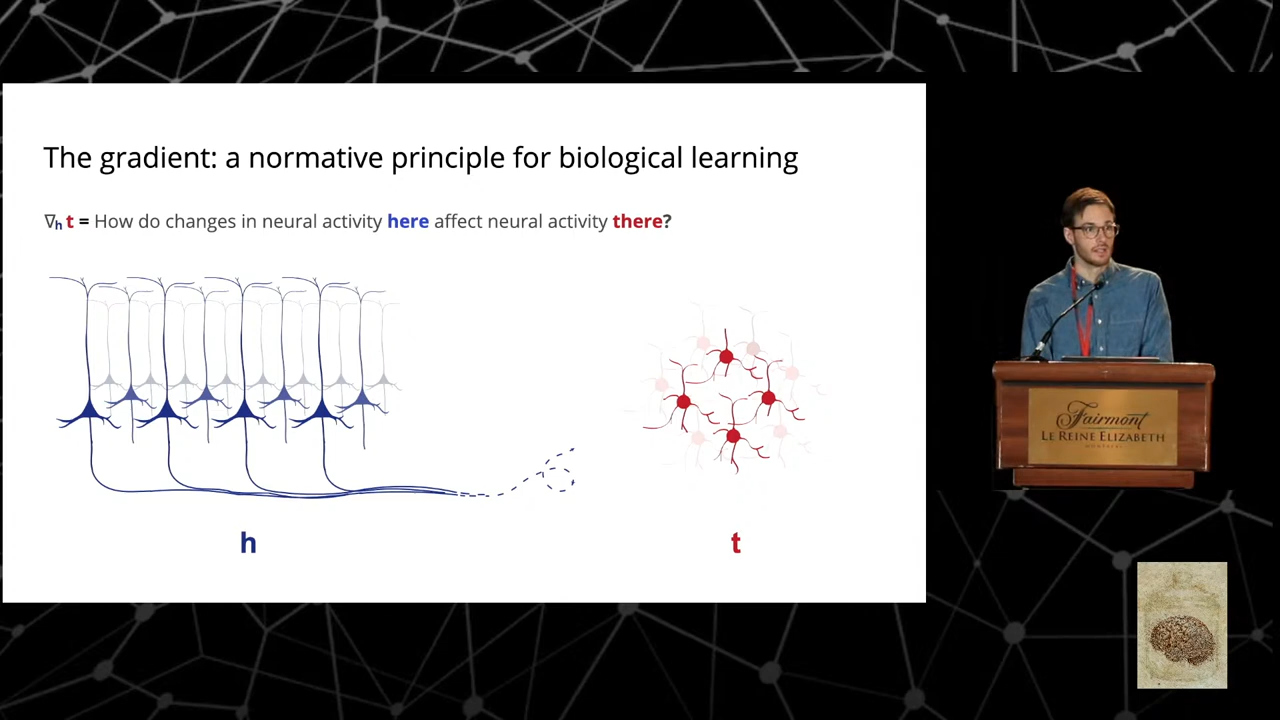 The gradient: a normative principle for biological learning
∇h t = How do changes in neural activity here affect neural activity there?
h
t
Fairmont
LE REINE ELIZABETH
MONTREAL